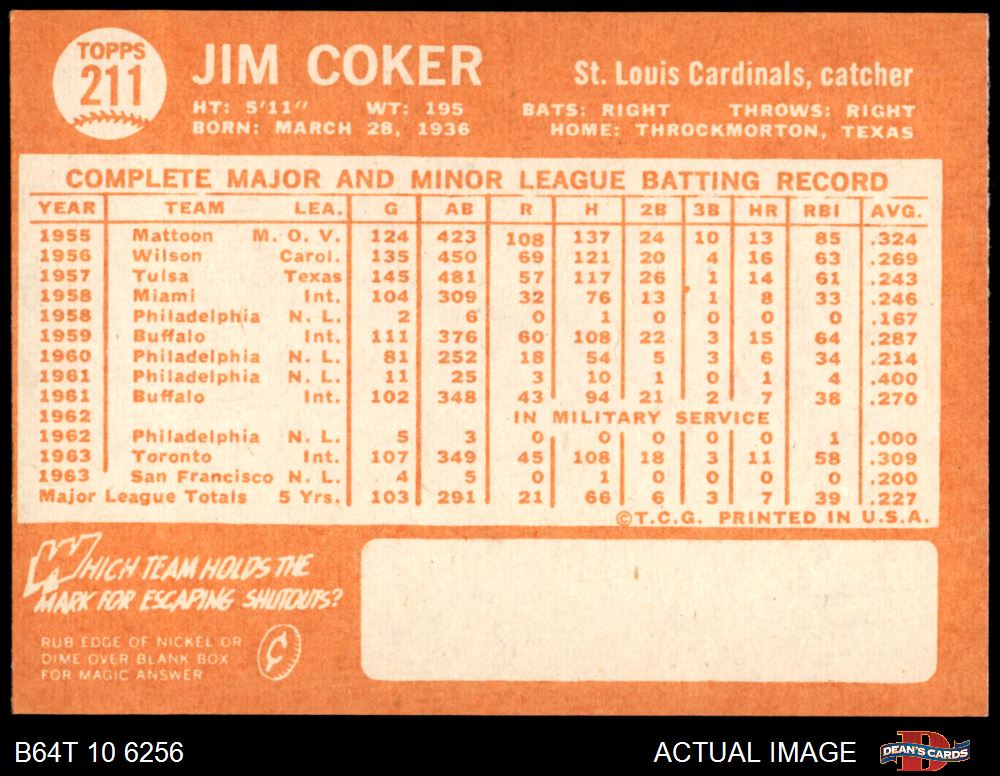 TOPPS
211
JIM COKER
St. Louis Cardinals, catcher
HT: 5'11" WT: 195 BATS: RIGHT THROWS: RIGHT
BORN: MARCH 28, 1936 HOME: THROCKMORTON, TEXAS
COMPLETE MAJOR AND MINOR LEAGUE BATTING RECORD
YEAR TEAM LEA. G AB R H 2B 3B HR RBI AVG.
1955 Mattoon M. O. V. 124 423 108 137 24 10 13 85 .324
1956 Wilson Carol. 135 450 69 121 20 4 16 63 .269
1957 Tulsa Texas 145 481 57 117 26 1 14 61 .243
1958 Miami Int. 104 309 32 76 13 1 8 33 .246
1958 Philadelphia N. L. 2 6 0 1 0 0 0 0 .167
1959 Buffalo Int. 111 376 60 108 22 3 15 64 .287
1960 Philadelphia N. L. 81 252 18 54 5 3 6 34 .214
1961 Philadelphia N. L. 11 25 3 10 1 0 1 4 .400
1961 Buffalo Int. 102 348 43 94 21 2 7 38 .270
1962 IN MILITARY SERVICE
1962 Philadelphia N. L. 5 3 0 0 0 0 0 1 .000
1963 Toronto Int. 107 349 45 108 18 3 11 58 .309
1963 San Francisco N. L. 4 5 0 1 0 0 0 0 .200
Major League Totals 5 Yrs. 103 291 21 66 6 3 7 39 .227
©T.C.G. PRINTED IN U.S.A.
WHICH TEAM HOLDS THE
MARK FOR ESCAPING SHUTOUTS?
RUB EDGE OF NICKEL OR
DIME OVER BLANK BOX
FOR MAGIC ANSWER
¢
B64T 10 6256
ACTUAL IMAGE
D
DEAN'S CARDS